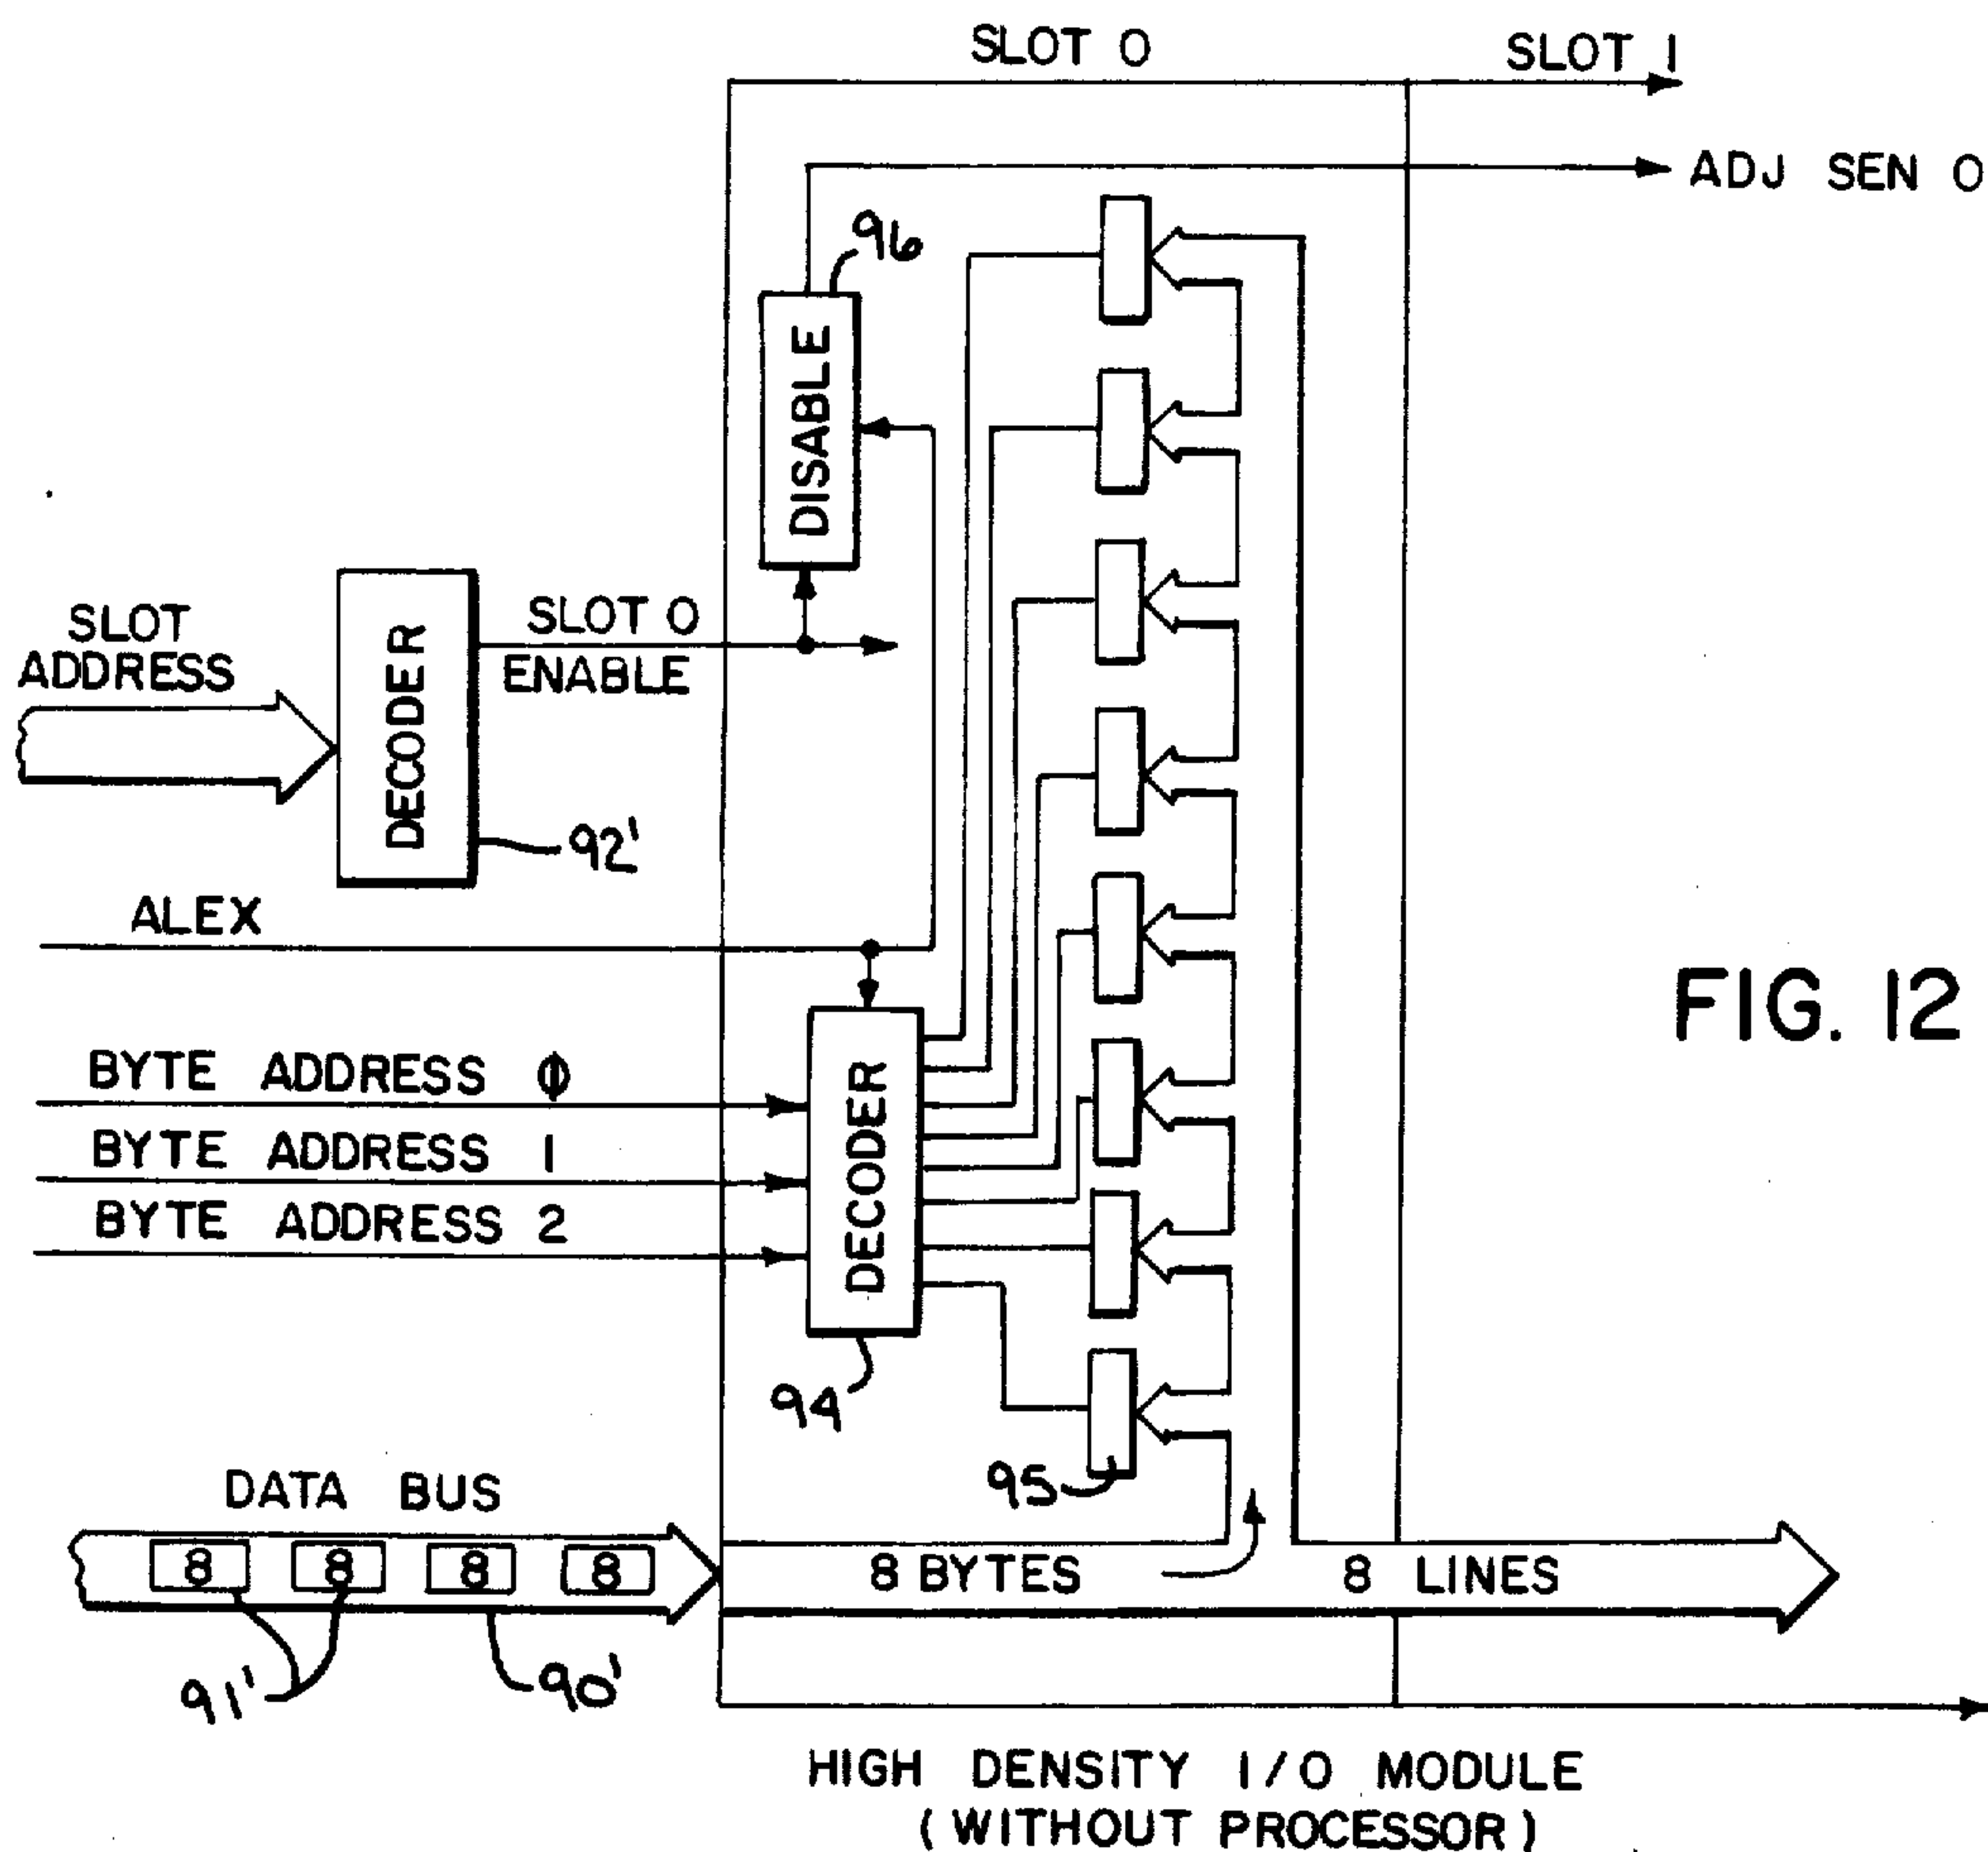 SLOT 0
SLOT 1
ADJ SEN 0
96
DISABLE
SLOT
ADDRESS
DECODER
SLOT 0
ENABLE
92'
ALEX
FIG. 12
BYTE ADDRESS ϕ
BYTE ADDRESS 1
BYTE ADDRESS 2
DECODER
94
95
DATA BUS
8 8 8 8
8 BYTES
8 LINES
91'
90'
HIGH DENSITY I/O MODULE
(WITHOUT PROCESSOR)